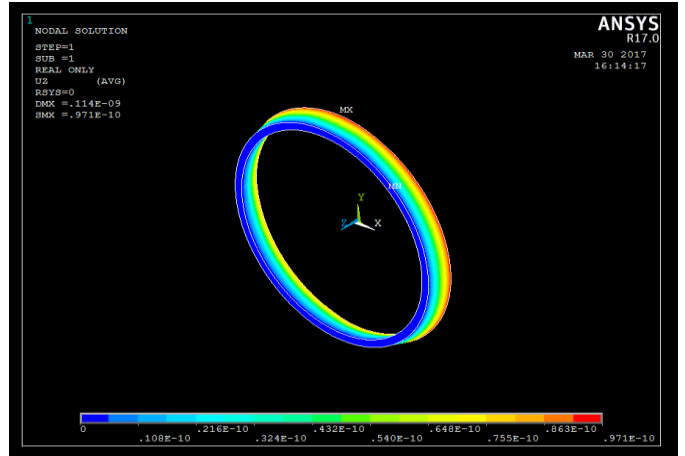 1
NODAL SOLUTION
STEP=1
SUB =1
REAL ONLY
UZ (AVG)
RSYS=0
DMX =.114E-09
SMX =.971E-10
ANSYS
R17.0
MAR 30 2017
16:14:17
MX
MN
Y
Z X
0 .216E-10 .432E-10 .648E-10 .863E-10
.108E-10 .324E-10 .540E-10 .755E-10 .971E-10